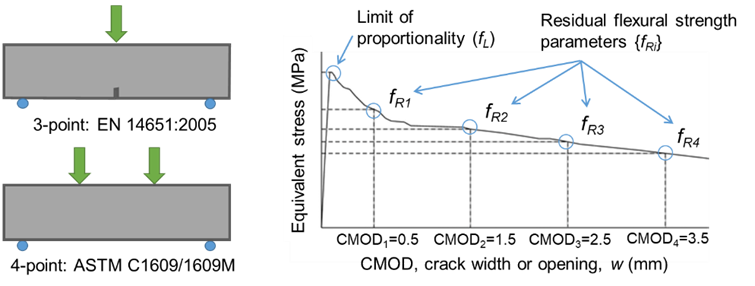 3-point: EN 14651:2005
4-point: ASTM C1609/1609M
Limit of
proportionality (fL)
Residual flexural strength
parameters {fRi}
Equivalent stress (MPa)
fR1
fR2
fR3
fR4
CMOD1=0.5
CMOD2=1.5
CMOD3=2.5
CMOD4=3.5
CMOD, crack width or opening, w (mm)